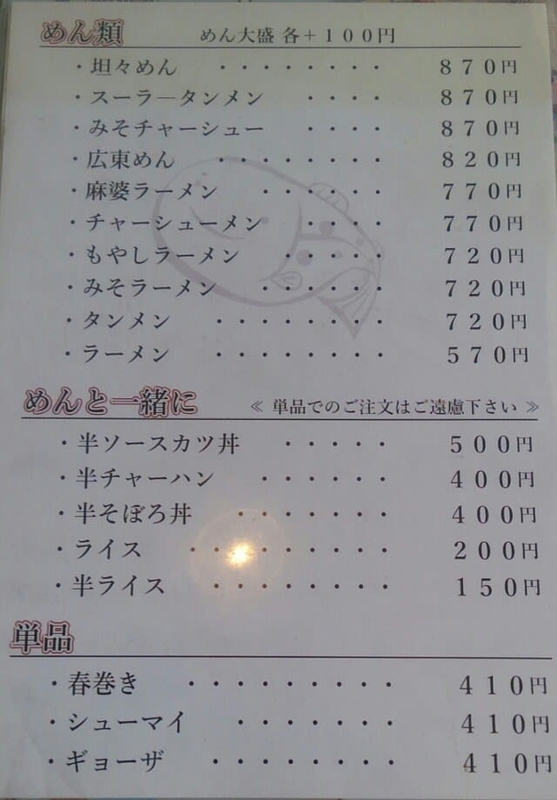 めん類　めん大盛 各＋１００円
・坦々めん　・・・・・・・・　８７０円
・スーラ―タンメン　・・・・　８７０円
・みそチャーシュー　・・・・　８７０円
・広東めん　・・・・・・・・　８２０円
・麻婆ラーメン　・・・・・・　７７０円
・チャーシューメン　・・・・　７７０円
・もやしラーメン　・・・・・　７２０円
・みそラーメン　・・・・・・　７２０円
・タンメン　・・・・・・・・　７２０円
・ラーメン　・・・・・・・・　５７０円
めんと一緒に　≪ 単品でのご注文はご遠慮下さい ≫
・半ソースカツ丼　・・・・・　５００円
・半チャーハン　・・・・・・　４００円
・半そぼろ丼　・・・・・・・　４００円
・ライス　・・・・・・・・・　２００円
・半ライス　・・・・・・・・　１５０円
単品
・春巻き　・・・・・・・・・　４１０円
・シューマイ　・・・・・・・　４１０円
・ギョーザ　・・・・・・・・　４１０円